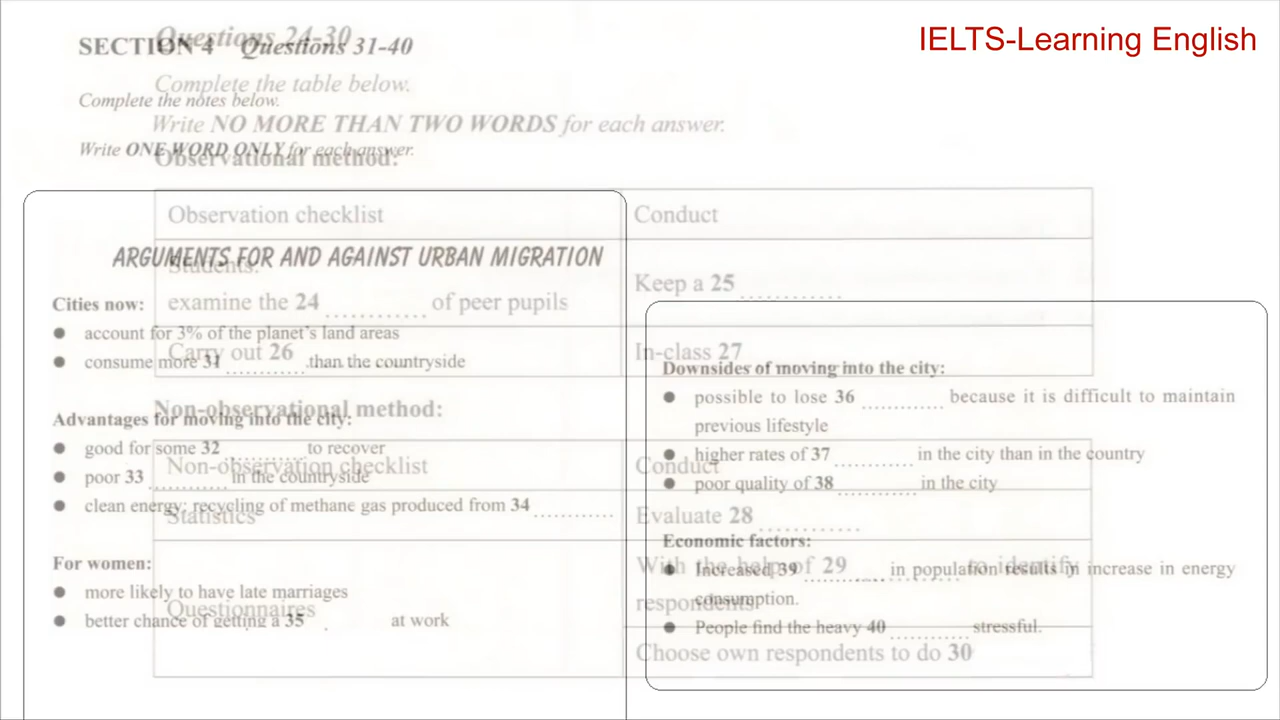 IELTS-Learning English
SECTION 4 Questions 31-40
Complete the notes below.
Write ONE WORD ONLY for each answer.
ARGUMENTS FOR AND AGAINST URBAN MIGRATION
Cities now:
● account for 3% of the planet's land areas
● consume more 31 .......... than the countryside
Advantages for moving into the city:
● good for some 32 .......... to recover
● poor 33 .......... in the countryside
● clean energy: recycling of methane gas produced from 34 ..........
For women:
● more likely to have late marriages
● better chance of getting a 35 at work
Downsides of moving into the city:
● possible to lose 36 .......... because it is difficult to maintain
previous lifestyle
● higher rates of 37 .......... in the city than in the country
● poor quality of 38 .......... in the city
Economic factors:
● Increased 39 .......... in population results in increase in energy
consumption.
● People find the heavy 40 .......... stressful.
Questions 24-30
Complete the table below.
Write NO MORE THAN TWO WORDS for each answer.
Observational method:
Observation checklist
Conduct
Students:
examine the 24 .......... of peer pupils
Keep a 25 ..........
Carry out 26
In-class 27
Non-observational method:
Non-observation checklist
Conduct
Statistics
Evaluate 28 ..........
Questionnaires
With the help of 29 .......... to identify
respondents
Choose own respondents to do 30